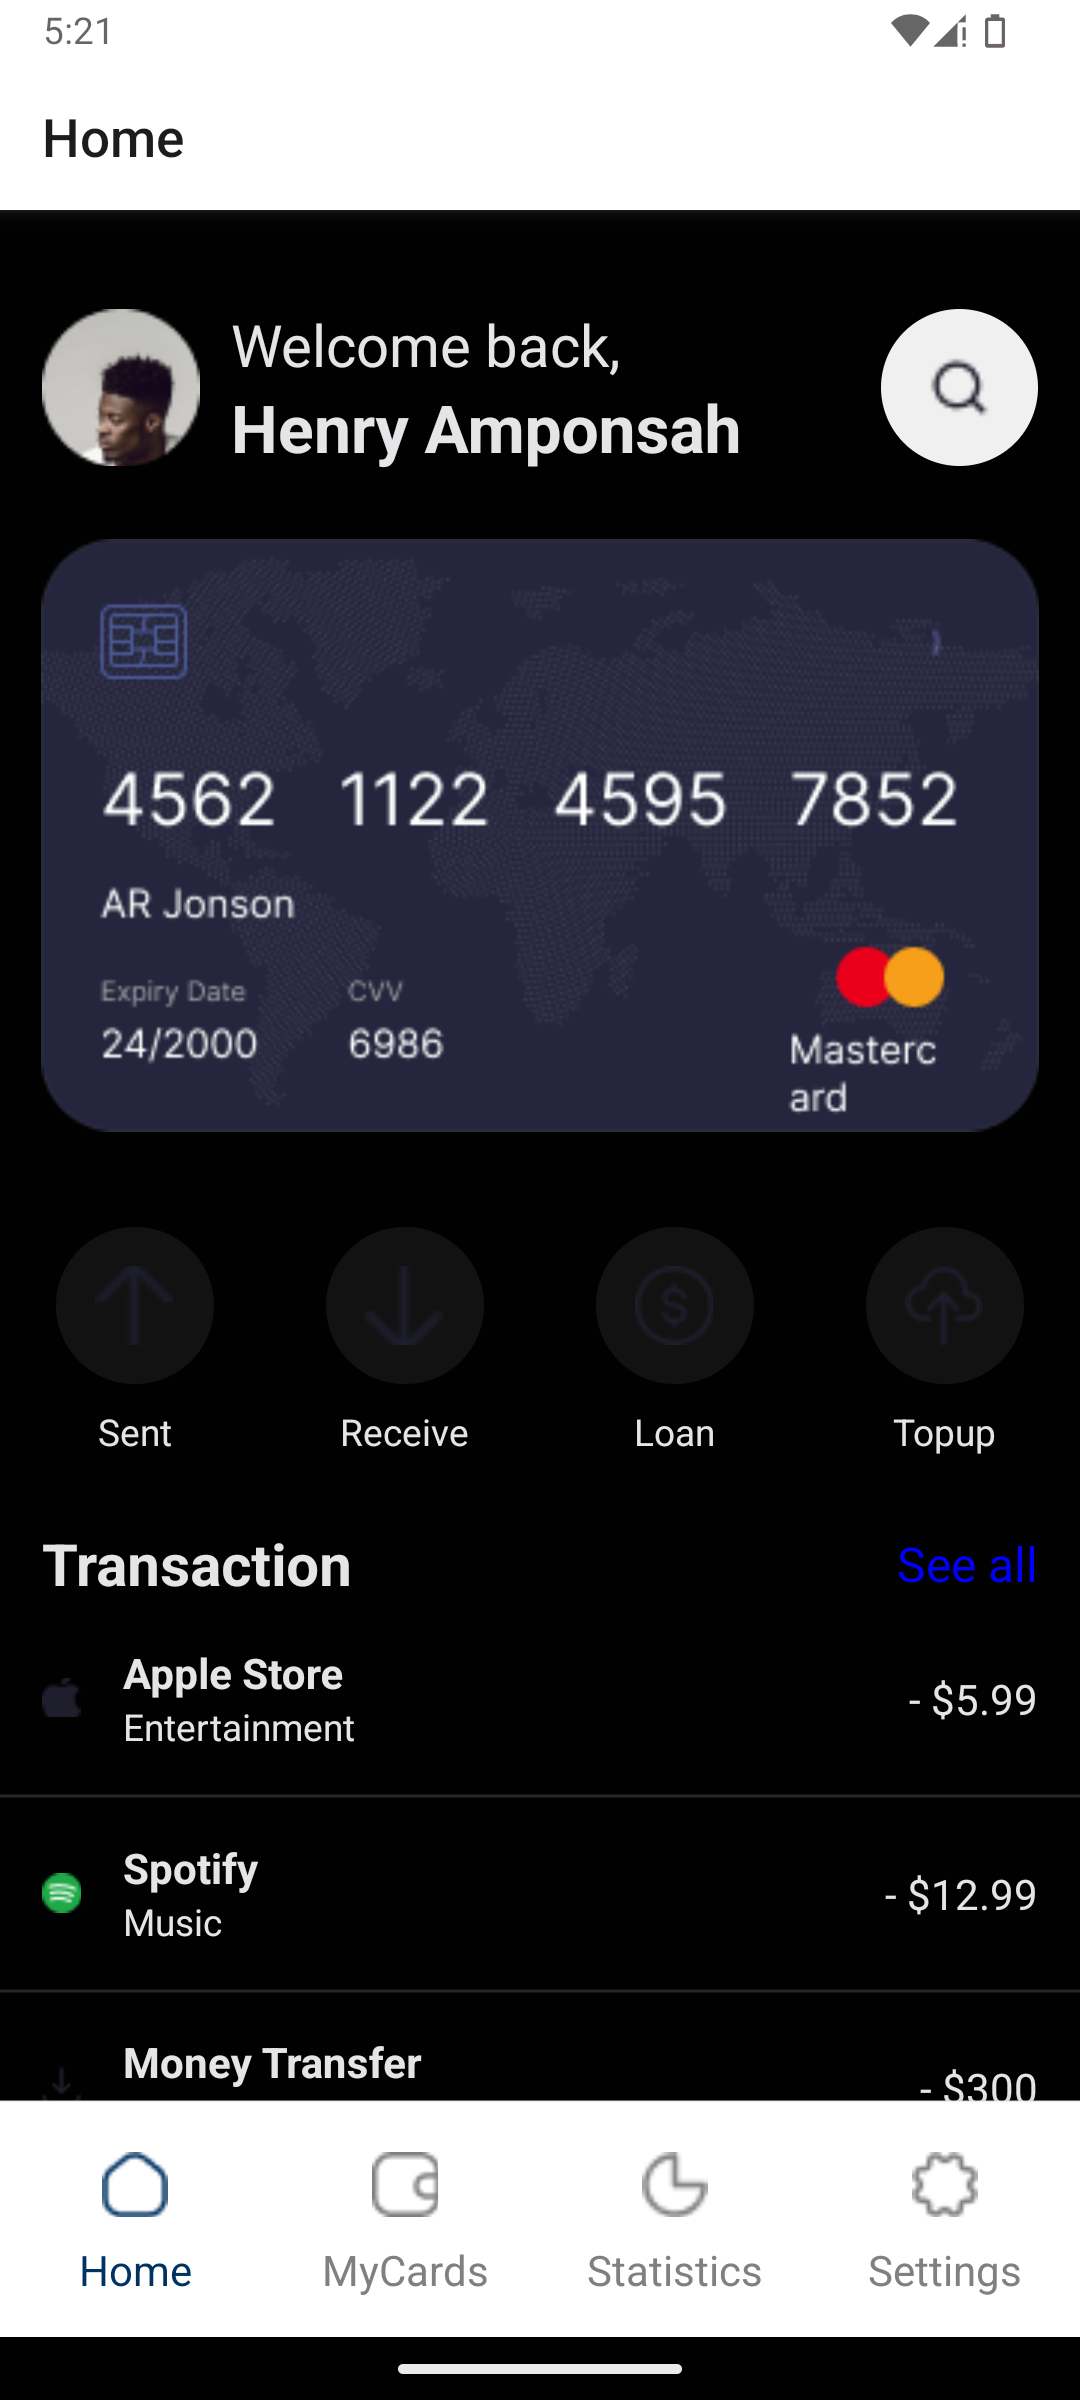 5:21
Home
Welcome back,
Henry Amponsah
4562 1122 4595 7852
AR Jonson
Expiry Date CVV
24/2000 6986
Masterc
ard
Sent Receive Loan Topup
Transaction See all
Apple Store
Entertainment
- $5.99
Spotify
Music
- $12.99
Money Transfer
- $300
Home MyCards Statistics Settings